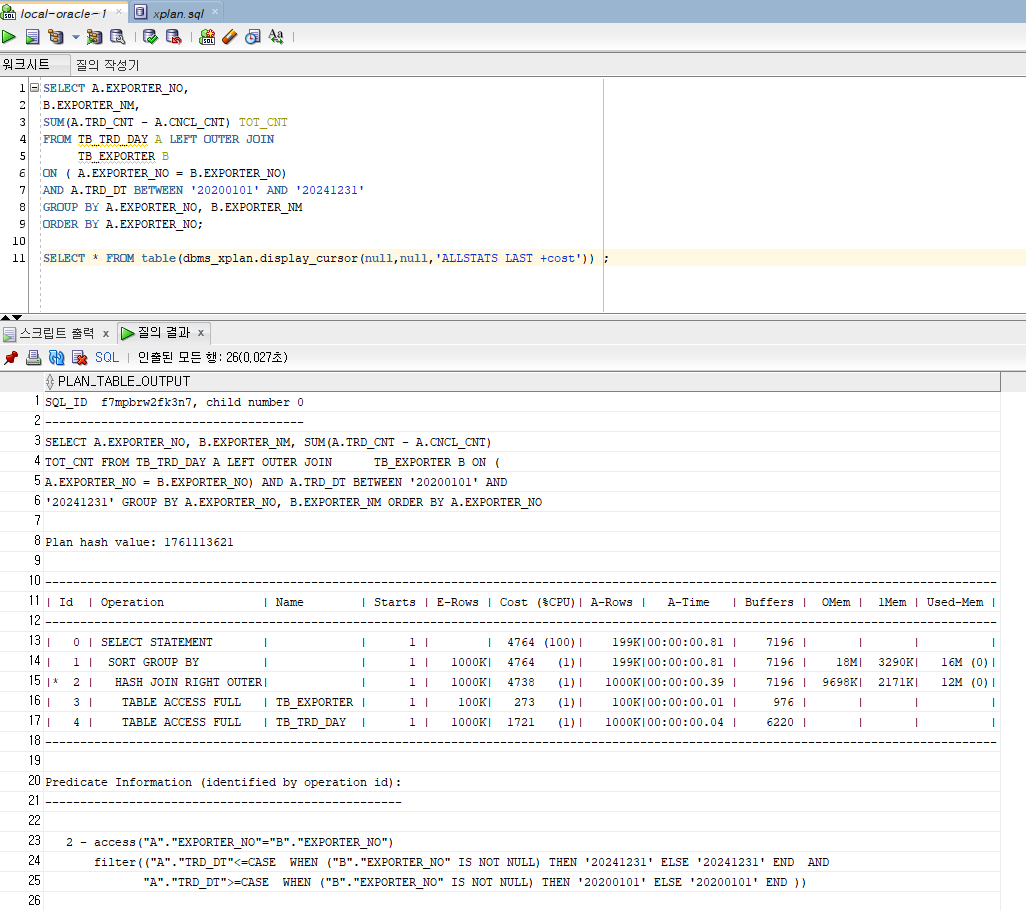 local-oracle~1
xplan.sql
워크시트 질의 작성기
1 SELECT A.EXPORTER_NO,
2 B.EXPORTER_NM,
3 SUM(A.TRD_CNT - A.CNCL_CNT) TOT_CNT
4 FROM TB_TRD_DAY A LEFT OUTER JOIN
5 TB_EXPORTER B
6 ON ( A.EXPORTER_NO = B.EXPORTER_NO)
7 AND A.TRD_DT BETWEEN '20200101' AND '20241231'
8 GROUP BY A.EXPORTER_NO, B.EXPORTER_NM
9 ORDER BY A.EXPORTER_NO;
10
11 SELECT * FROM table(dbms_xplan.display_cursor(null,null,'ALLSTATS LAST +cost')) ;
스크립트 출력 x 질의 결과 x
SQL | 인출된 모든 행: 26(0,027초)
PLAN_TABLE_OUTPUT
1 SQL_ID  f7mpbrw2fk3n7, child number 0
2 -------------------------------------
3 SELECT A.EXPORTER_NO, B.EXPORTER_NM, SUM(A.TRD_CNT - A.CNCL_CNT)
4 TOT_CNT FROM TB_TRD_DAY A LEFT OUTER JOIN      TB_EXPORTER B ON (
5 A.EXPORTER_NO = B.EXPORTER_NO) AND A.TRD_DT BETWEEN '20200101' AND
6 '20241231' GROUP BY A.EXPORTER_NO, B.EXPORTER_NM ORDER BY A.EXPORTER_NO
7
8 Plan hash value: 1761113621
9
10 ----------------------------------------------------------------------------------------------------------------------------------------
11 | Id  | Operation              | Name        | Starts | E-Rows | Cost (%CPU)| A-Rows |   A-Time   | Buffers |  OMem |  1Mem | Used-Mem |
12 ----------------------------------------------------------------------------------------------------------------------------------------
13 |   0 | SELECT STATEMENT       |             |      1 |        |  4764 (100)|    199K|00:00:00.81 |    7196 |       |       |          |
14 |   1 |  SORT GROUP BY         |             |      1 |   1000K|  4764   (1)|    199K|00:00:00.81 |    7196 |    18M|  3290K|   16M (0)|
15 |*  2 |   HASH JOIN RIGHT OUTER|             |      1 |   1000K|  4738   (1)|   1000K|00:00:00.39 |    7196 |  9698K|  2171K|   12M (0)|
16 |   3 |    TABLE ACCESS FULL   | TB_EXPORTER |      1 |    100K|   273   (1)|    100K|00:00:00.01 |     976 |       |       |          |
17 |   4 |    TABLE ACCESS FULL   | TB_TRD_DAY  |      1 |   1000K|  1721   (1)|   1000K|00:00:00.04 |    6220 |       |       |          |
18 ----------------------------------------------------------------------------------------------------------------------------------------
19
20 Predicate Information (identified by operation id):
21 ---------------------------------------------------
22
23    2 - access("A"."EXPORTER_NO"="B"."EXPORTER_NO")
24        filter(("A"."TRD_DT"<=CASE  WHEN ("B"."EXPORTER_NO" IS NOT NULL) THEN '20241231' ELSE '20241231' END  AND
25               "A"."TRD_DT">=CASE  WHEN ("B"."EXPORTER_NO" IS NOT NULL) THEN '20200101' ELSE '20200101' END ))
26